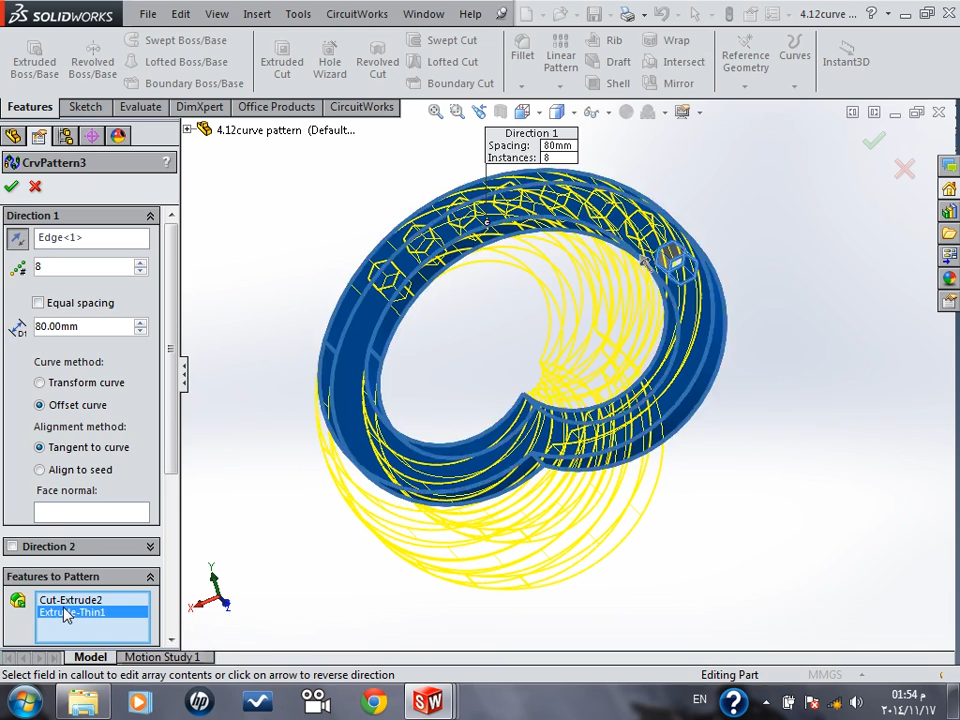 SOLIDWORKS File Edit View Insert Tools CircuitWorks Window Help 4.12curve ...
Extruded Boss/Base
Revolved Boss/Base
Swept Boss/Base
Lofted Boss/Base
Boundary Boss/Base
Extruded Cut
Hole Wizard
Revolved Cut
Swept Cut
Lofted Cut
Boundary Cut
Fillet
Linear Pattern
Rib
Draft
Shell
Wrap
Intersect
Mirror
Reference Geometry
Curves
Instant3D
Features Sketch Evaluate DimXpert Office Products CircuitWorks
4.12curve pattern (Default...
CrvPattern3 ?
Direction 1
Edge<1>
8
Equal spacing
D1 80.00mm
Curve method:
Transform curve
Offset curve
Alignment method:
Tangent to curve
Align to seed
Face normal:
Direction 2
Features to Pattern
Cut-Extrude2
Extrude-Thin1
Direction 1
Spacing: 80mm
Instances: 8
Y
X
Z
Model Motion Study 1
Select field in callout to edit array contents or click on arrow to reverse direction Editing Part MMGS
EN
01:54 م
٢٠١٤/١١/١٧